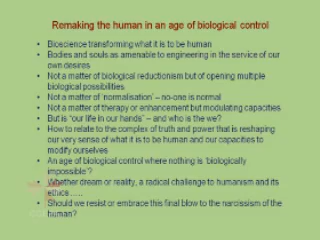 Remaking the human in an age of biological control
• Bioscience transforming what it is to be human
• Bodies and souls as amenable to engineering in the service of our
own desires
• Not a matter of biological reductionism but of opening multiple
biological possibilities
• Not a matter of 'normalisation' – no-one is normal
• Not a matter of therapy or enhancement but modulating capacities
• But is "our life in our hands" – and who is the we?
• How to relate to the complex of truth and power that is reshaping
our very sense of what it is to be human and our capacities to
modify ourselves
• An age of biological control where nothing is 'biologically
impossible'?
• Whether dream or reality, a radical challenge to humanism and its
ethics .....
• Should we resist or embrace this final blow to the narcissism of the
human?